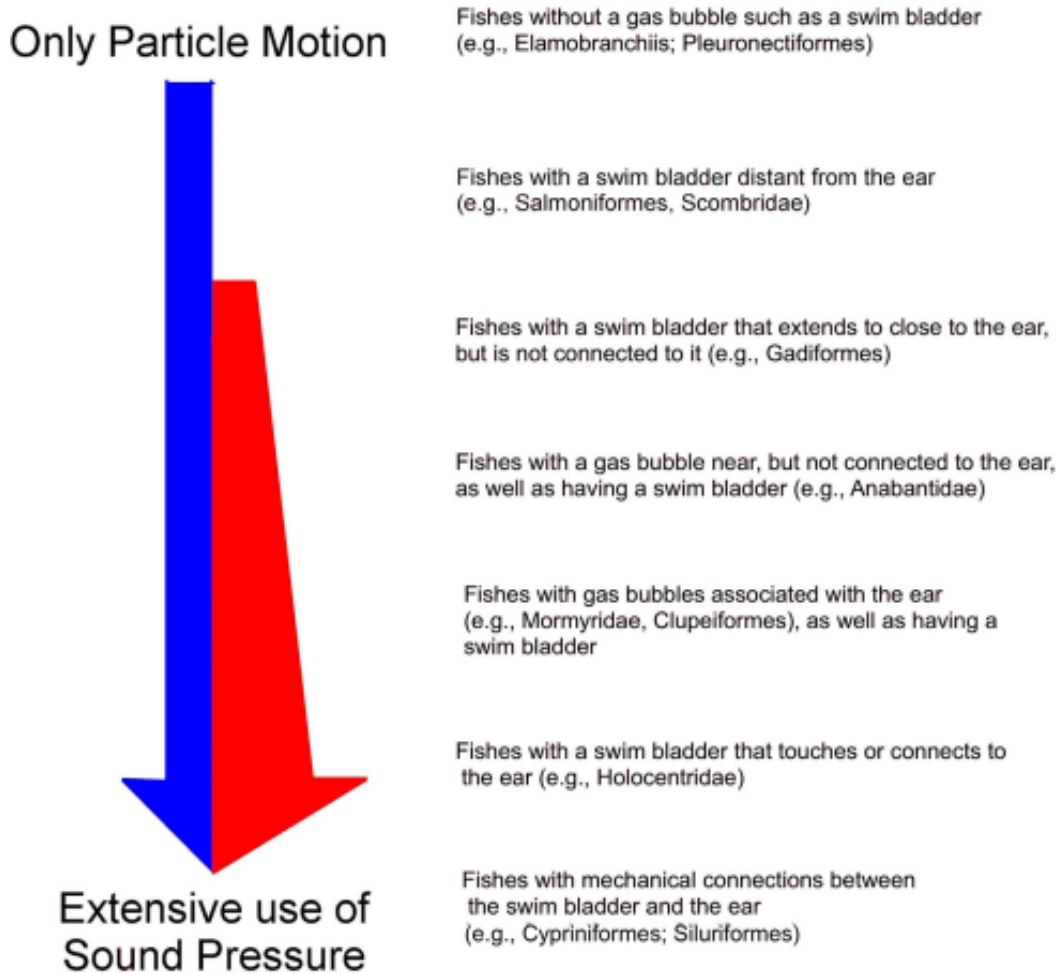 Only Particle Motion
Fishes without a gas bubble such as a swim bladder
(e.g., Elamobranchiis; Pleuronectiformes)
Fishes with a swim bladder distant from the ear
(e.g., Salmoniformes, Scombridae)
Fishes with a swim bladder that extends to close to the ear,
but is not connected to it (e.g., Gadiformes)
Fishes with a gas bubble near, but not connected to the ear,
as well as having a swim bladder (e.g., Anabantidae)
Fishes with gas bubbles associated with the ear
(e.g., Mormyridae, Clupeiformes), as well as having a
swim bladder
Fishes with a swim bladder that touches or connects to
the ear (e.g., Holocentridae)
Extensive use of
Sound Pressure
Fishes with mechanical connections between
the swim bladder and the ear
(e.g., Cypriniformes; Siluriformes)